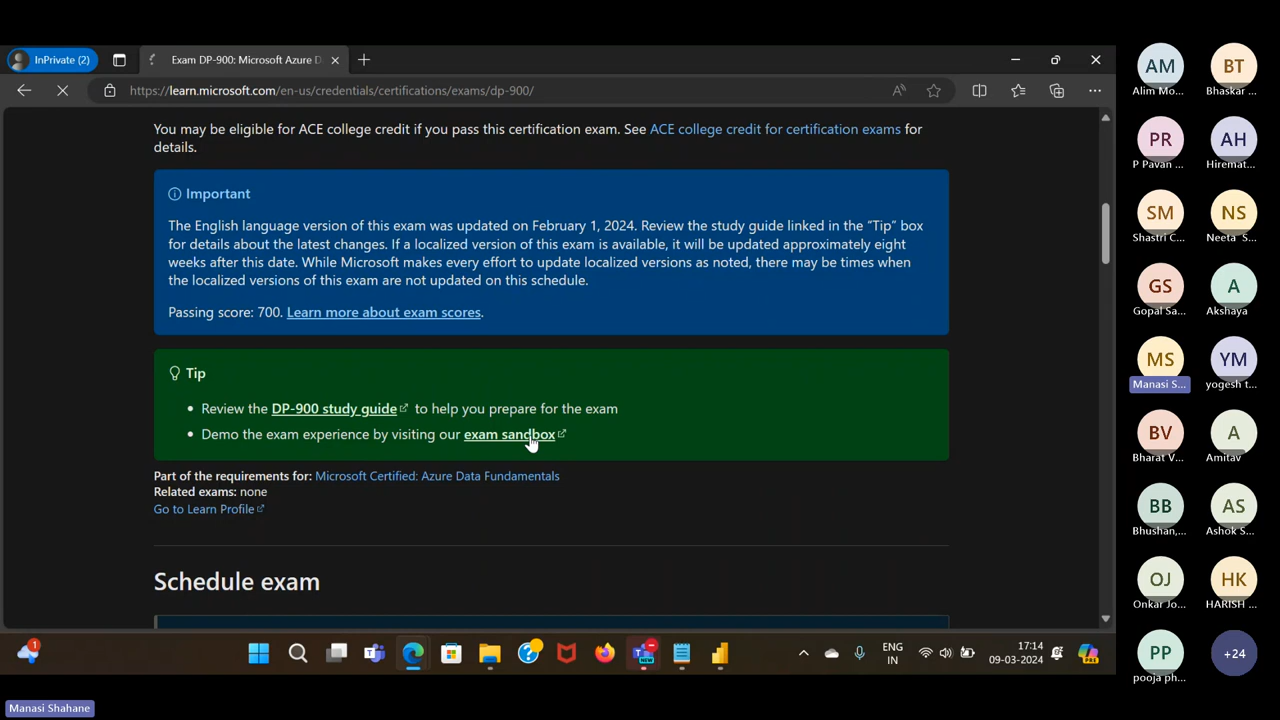 InPrivate (2)
Exam DP-900: Microsoft Azure D
https://learn.microsoft.com/en-us/credentials/certifications/exams/dp-900/
You may be eligible for ACE college credit if you pass this certification exam. See ACE college credit for certification exams for
details.
Important
The English language version of this exam was updated on February 1, 2024. Review the study guide linked in the “Tip” box
for details about the latest changes. If a localized version of this exam is available, it will be updated approximately eight
weeks after this date. While Microsoft makes every effort to update localized versions as noted, there may be times when
the localized versions of this exam are not updated on this schedule.
Passing score: 700. Learn more about exam scores.
Tip
• Review the DP-900 study guide to help you prepare for the exam
• Demo the exam experience by visiting our exam sandbox
Part of the requirements for: Microsoft Certified: Azure Data Fundamentals
Related exams: none
Go to Learn Profile
Schedule exam
1
NEW
ENG
IN
17:14
09-03-2024
PRE
AM
Alim Mo...
BT
Bhaskar ...
PR
P Pavan ...
AH
Hiremat...
SM
Shastri C...
NS
Neeta S...
GS
Gopal Sa...
A
Akshaya
MS
Manasi S...
YM
yogesh t...
BV
Bharat V...
A
Amitav
BB
Bhushan,...
AS
Ashok S...
OJ
Onkar Jo...
HK
HARISH ...
PP
pooja ph...
+24
Manasi Shahane